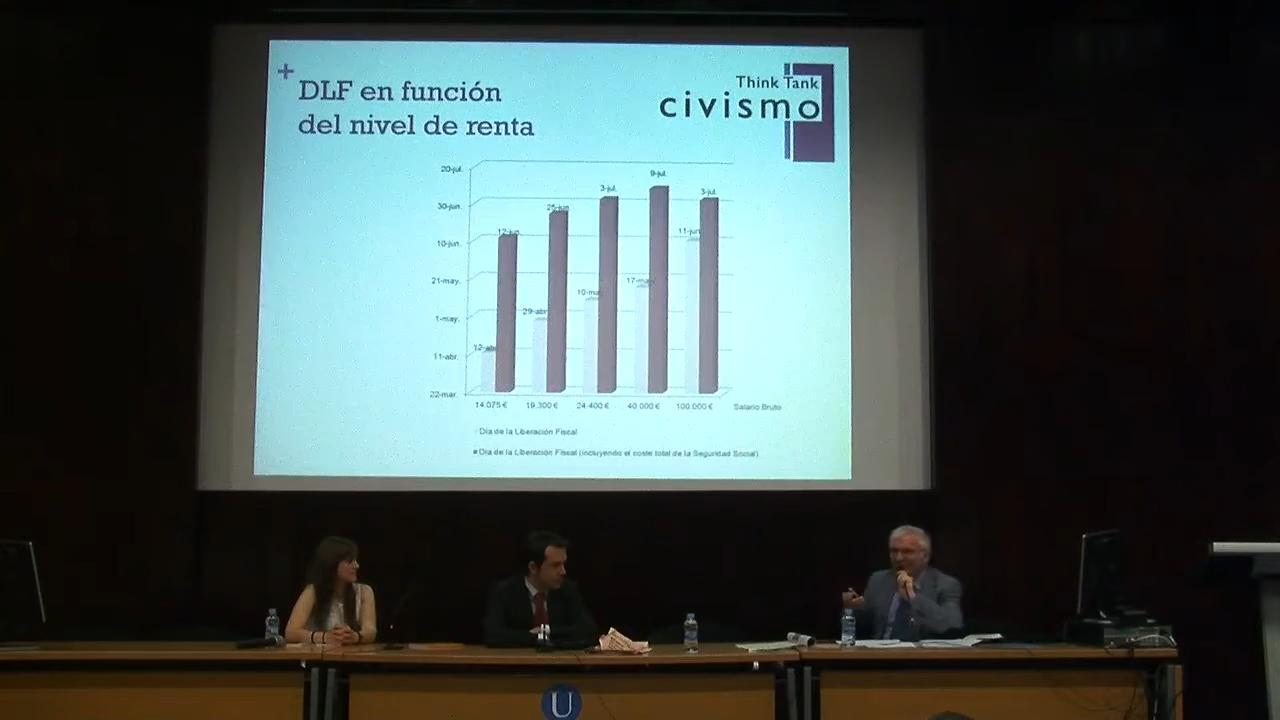 +
DLF en función
del nivel de renta
Think Tank
civismo
20-jul.
30-jun.
10-jun.
21-may.
1-may.
11-abr.
22-mar.
12-abr
12-jun
29-abr
25-jun
10-may
3-jul.
17-may
9-jul.
11-jun
3-jul.
14.075 €
19.300 €
24.400 €
40.000 €
100.000 €
Salario Bruto
Día de la Liberación Fiscal
Día de la Liberación Fiscal (incluyendo el coste total de la Seguridad Social)
U